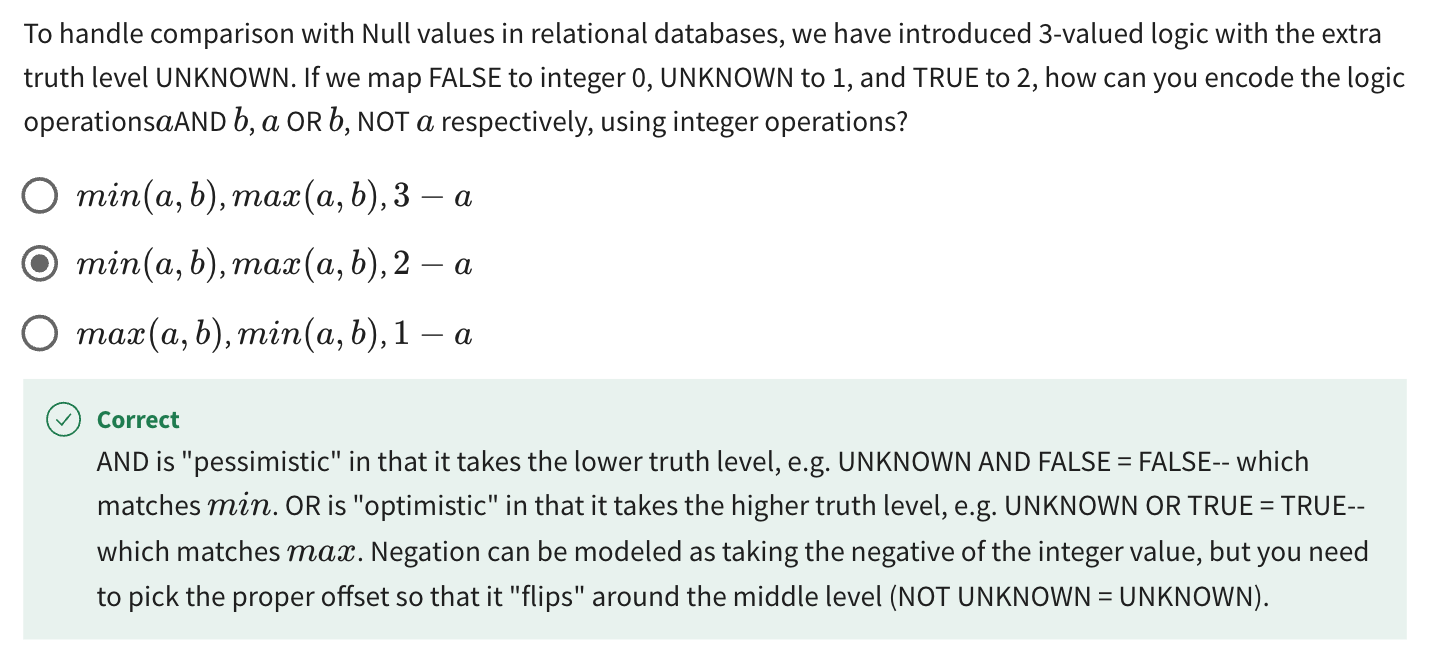 To handle comparison with Null values in relational databases, we have introduced 3-valued logic with the extra
truth level UNKNOWN. If we map FALSE to integer 0, UNKNOWN to 1, and TRUE to 2, how can you encode the logic
operationsaAND b, a OR b, NOT a respectively, using integer operations?
min(a, b), max(a, b), 3 − a
min(a, b), max(a, b), 2 − a
max(a, b), min(a, b), 1 − a
Correct
AND is "pessimistic" in that it takes the lower truth level, e.g. UNKNOWN AND FALSE = FALSE-- which
matches min. OR is "optimistic" in that it takes the higher truth level, e.g. UNKNOWN OR TRUE = TRUE--
which matches max. Negation can be modeled as taking the negative of the integer value, but you need
to pick the proper offset so that it "flips" around the middle level (NOT UNKNOWN = UNKNOWN).